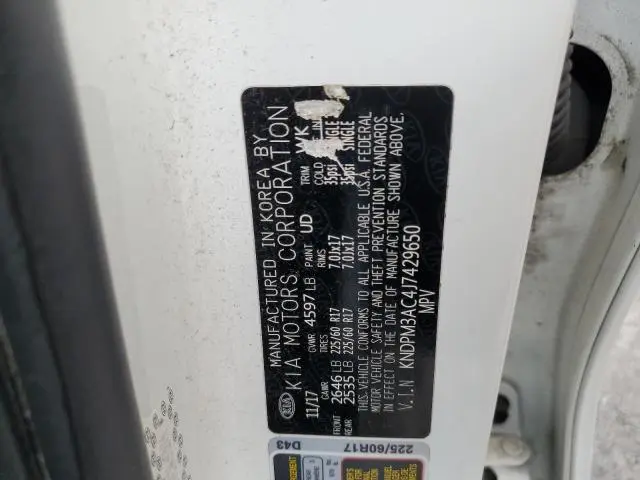 MANUFACTURED IN KOREA BY
KIA MOTORS CORPORATION
KIA
11/17 GVWR 4597 LB PAINT UD TRIM WK
GAWR TIRES RIMS COLD
FRONT 2646 LB 225/60 R17 7.0JX17 35psi SINGLE
REAR 2535 LB 225/60 R17 7.0JX17 35psi SINGLE
THIS VEHICLE CONFORMS TO ALL APPLICABLE U.S.A. FEDERAL
MOTOR VEHICLE SAFETY AND THEFT PREVENTION STANDARDS
IN EFFECT ON THE DATE OF MANUFACTURE SHOWN ABOVE.
V.I.N KNDPM3AC4J7429650
MPV
D43
225/60R17